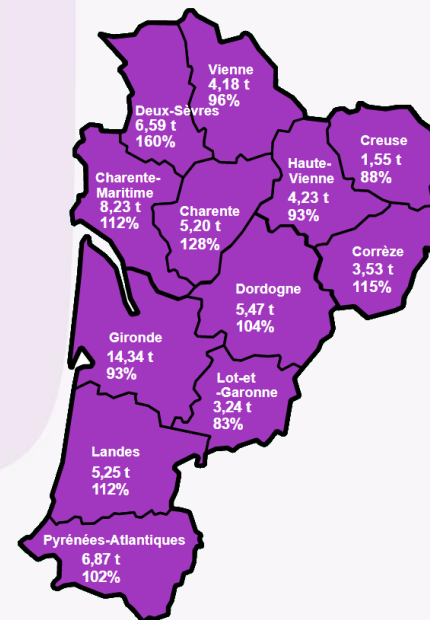 Vienne
4,18 t
96%
Deux-Sèvres
6,59 t
160%
Creuse
1,55 t
88%
Haute-
Vienne
4,23 t
93%
Charente-
Maritime
8,23 t
112%
Charente
5,20 t
128%
Corrèze
3,53 t
115%
Dordogne
5,47 t
104%
Gironde
14,34 t
93%
Lot-et
-Garonne
3,24 t
83%
Landes
5,25 t
112%
Pyrénées-Atlantiques
6,87 t
102%